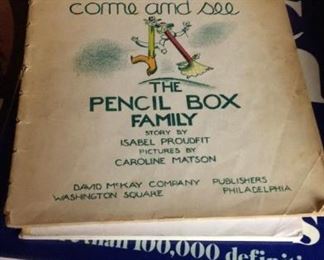 come and see
THE
PENCIL BOX
FAMILY
STORY BY
ISABEL PROUDFIT
PICTURES BY
CAROLINE MATSON
DAVID McKAY COMPANY PUBLISHERS
WASHINGTON SQUARE PHILADELPHIA
than 100,000